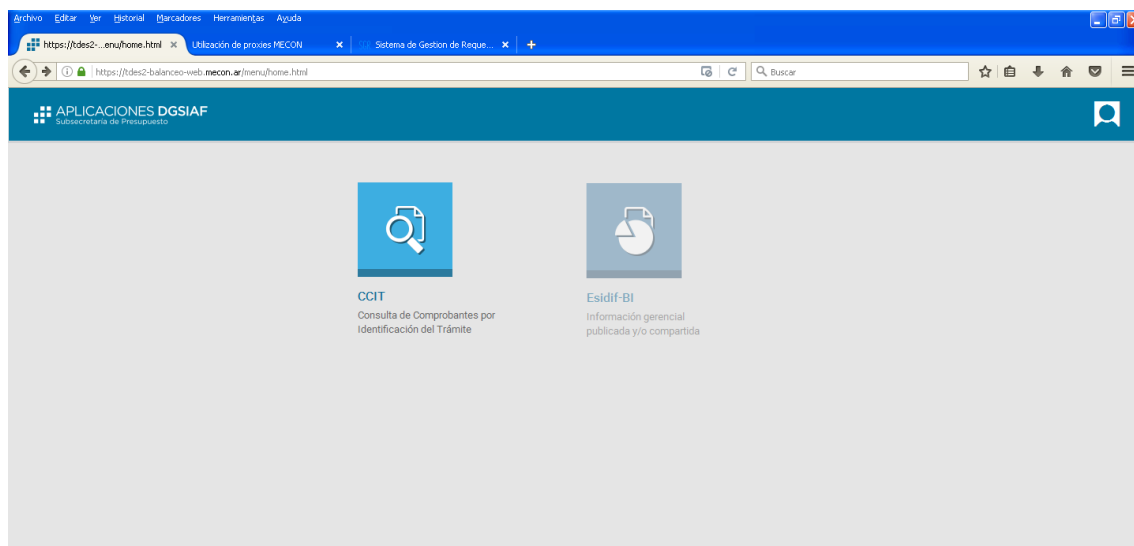 Archivo Editar Ver Historial Marcadores Herramientas Ayuda
https://tdes2-...enu/home.html Utilización de proxies MECON Sistema de Gestion de Reque...
https://tdes2-balanceo-web.mecon.ar/menu/home.html Buscar
APLICACIONES DGSIAF
Subsecretaría de Presupuesto
CCIT
Consulta de Comprobantes por
Identificación del Trámite
Esidif-BI
Información gerencial
publicada y/o compartida